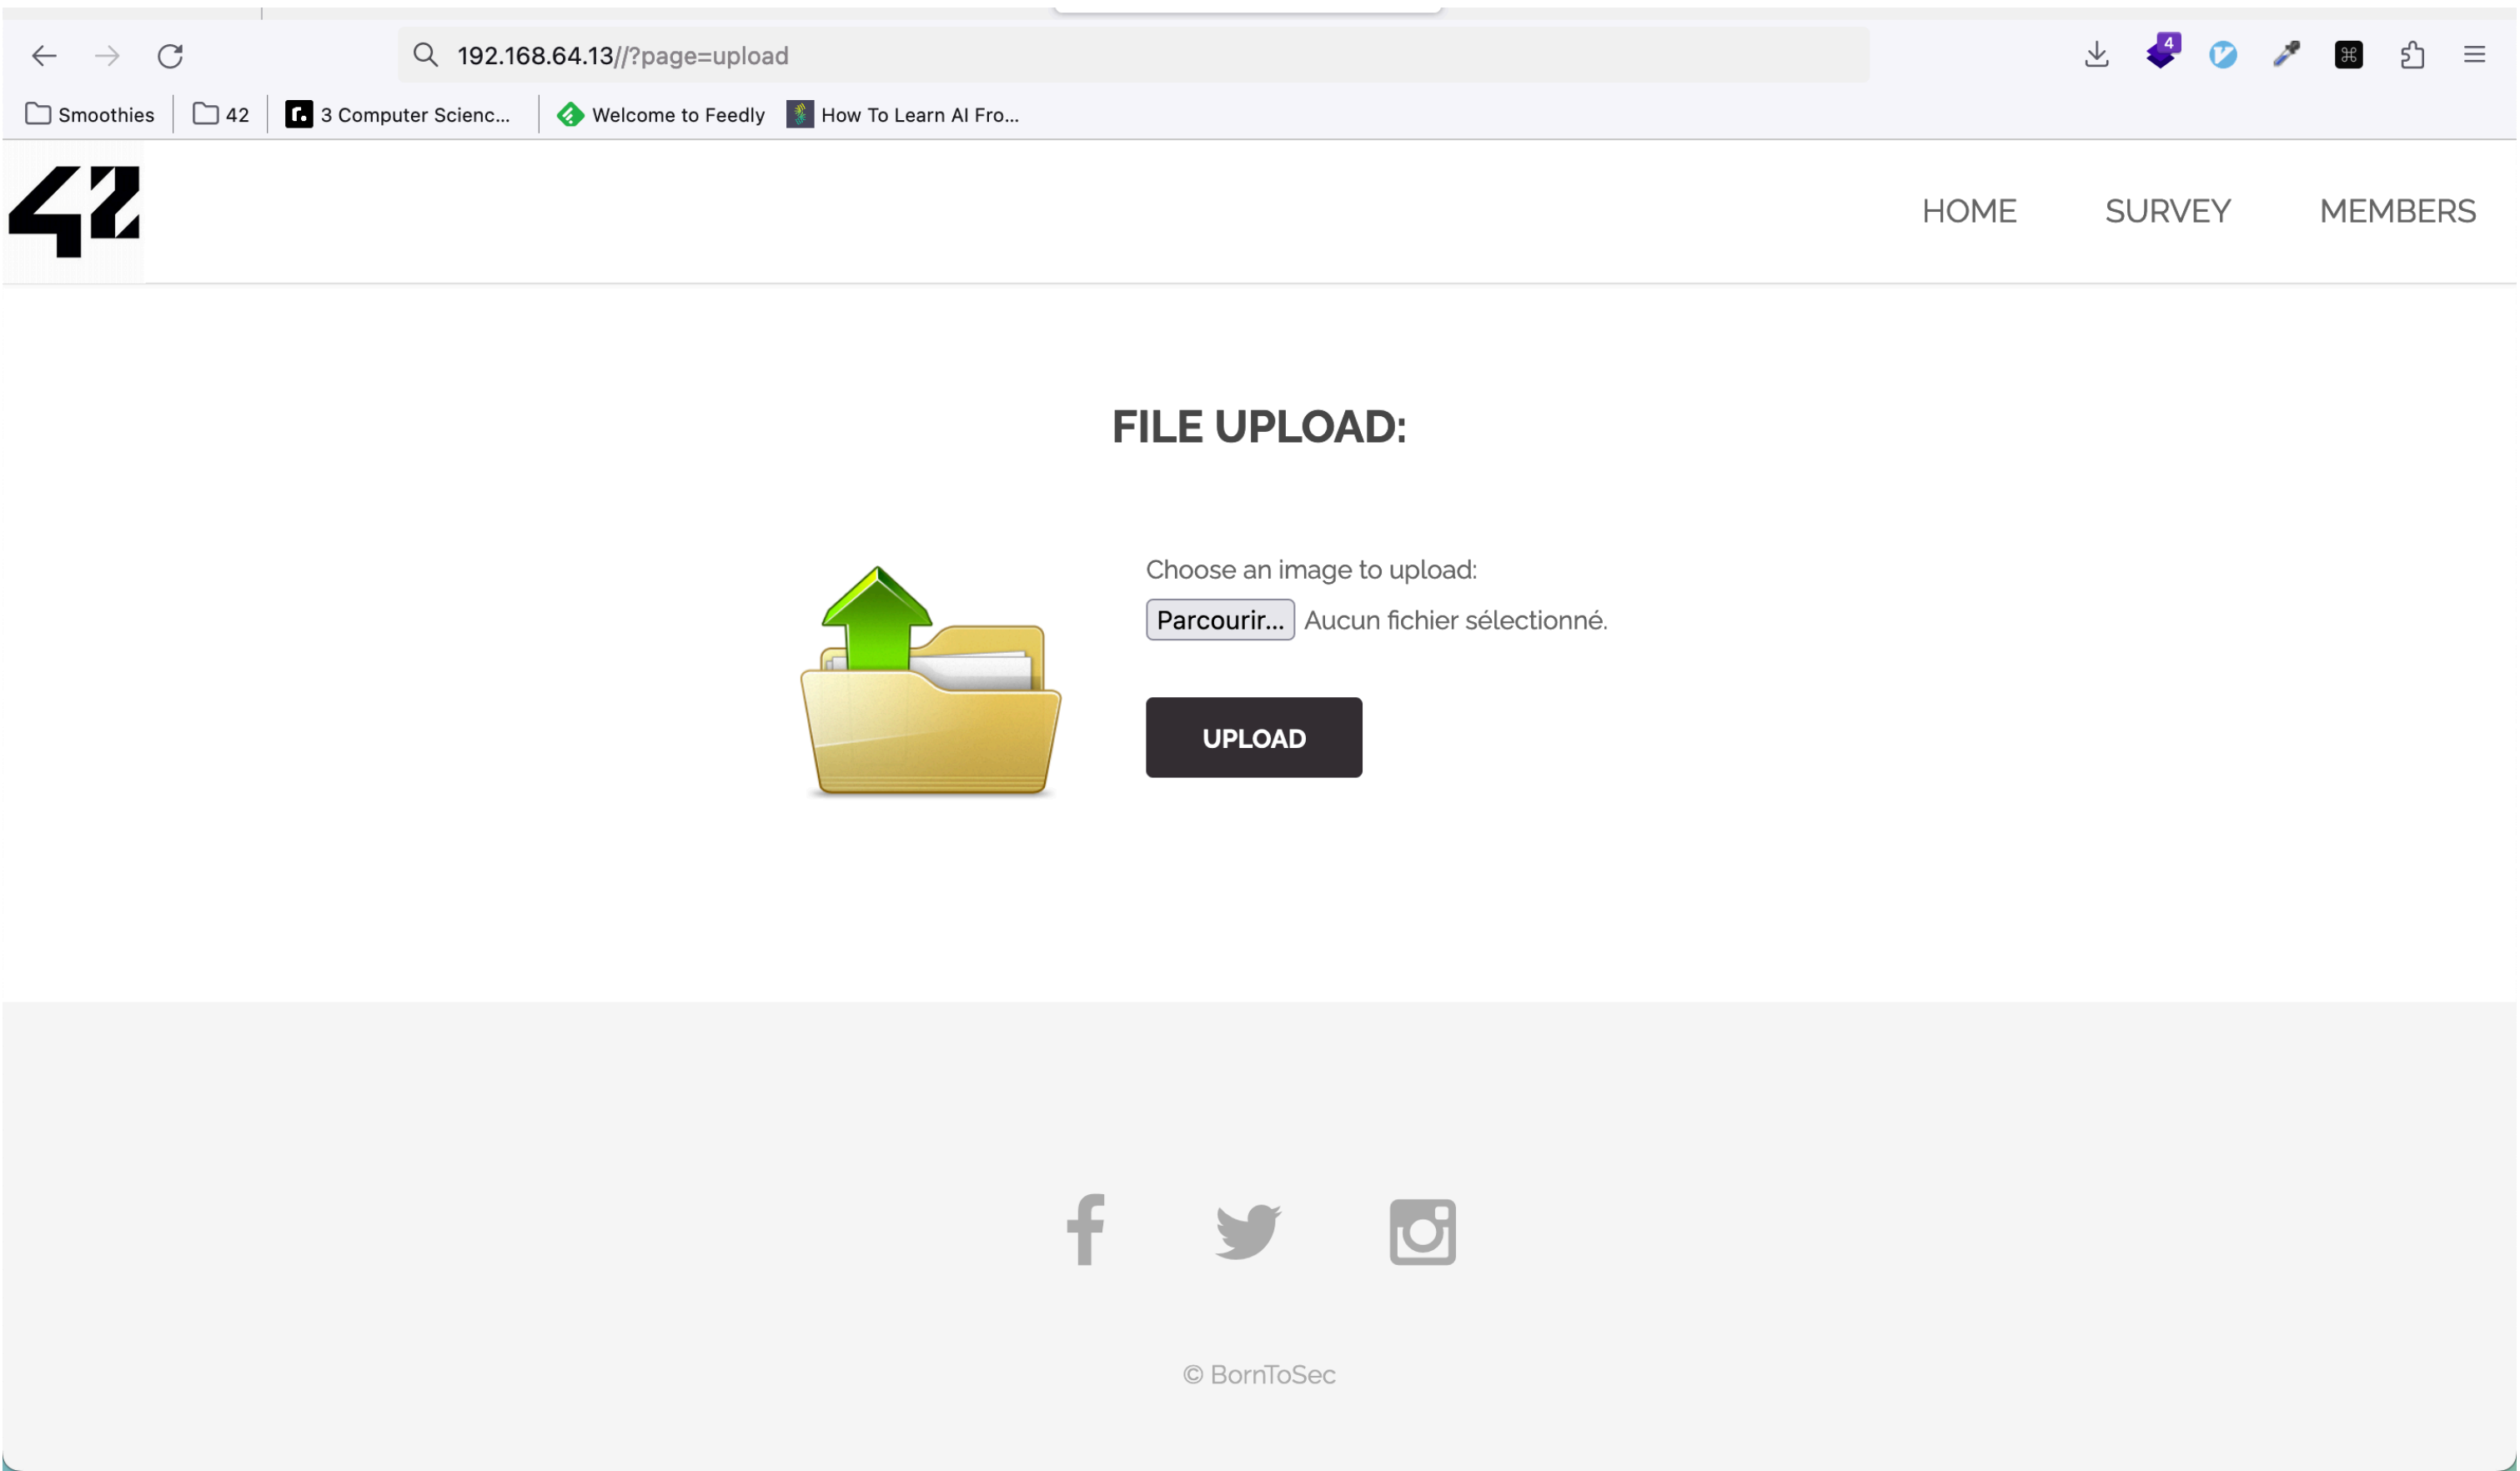 192.168.64.13//?page=upload
4
Smoothies 42 3 Computer Scienc... Welcome to Feedly How To Learn AI Fro...
42 HOME SURVEY MEMBERS
FILE UPLOAD:
Choose an image to upload:
Parcourir... Aucun fichier sélectionné.
UPLOAD
© BornToSec